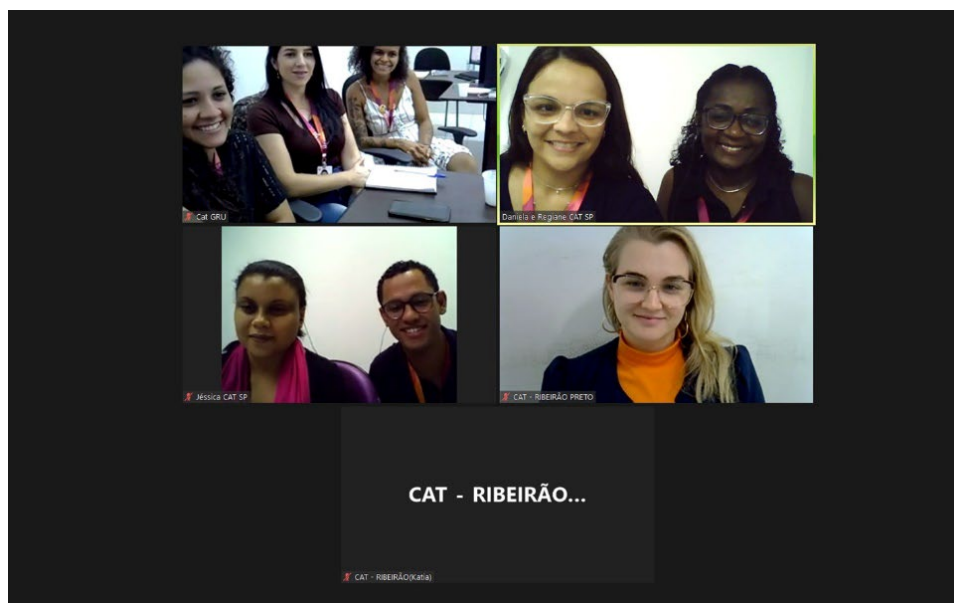 Cat GRU
Daniela e Regiane CAT SP
Jéssica CAT SP
CAT - RIBEIRÃO PRETO
CAT - RIBEIRÃO...
CAT - RIBEIRÃO(Katia)